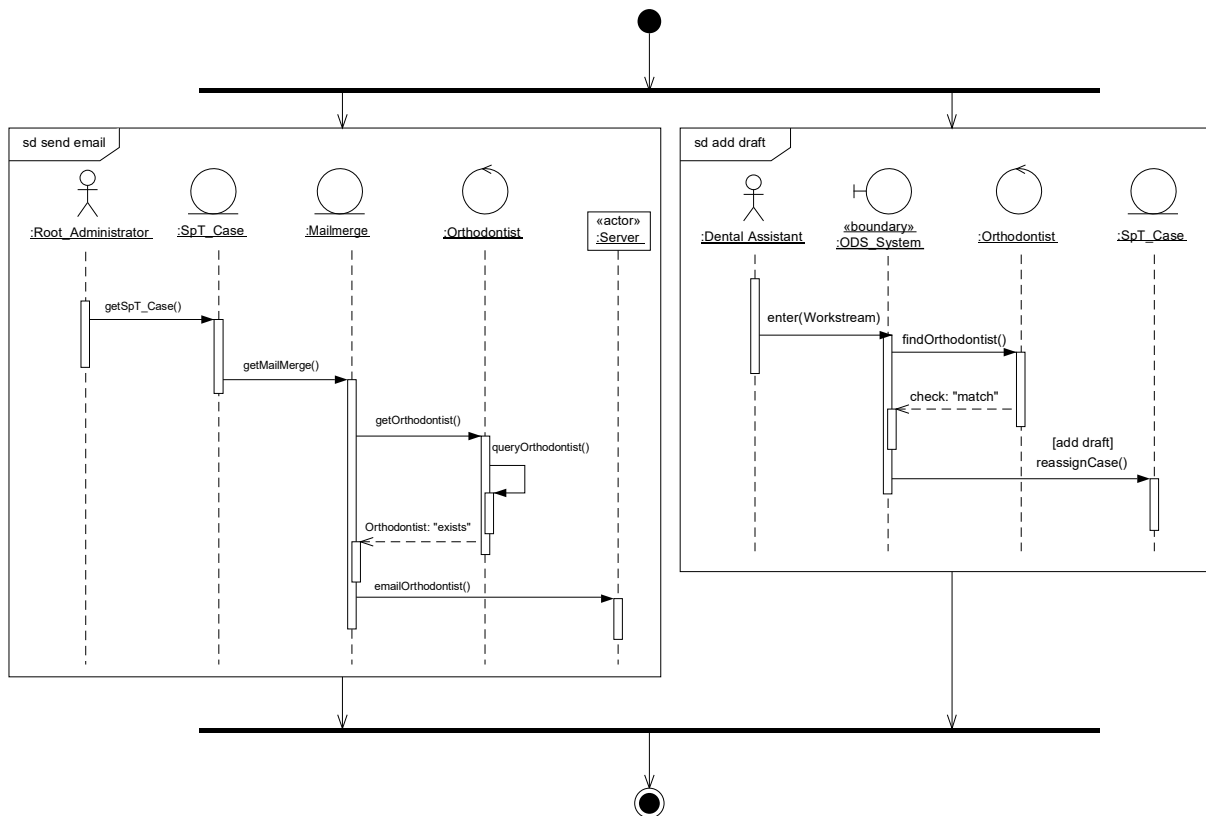 sd send email
:Root_Administrator
:SpT_Case
:Mailmerge
:Orthodontist
«actor»
:Server
getSpT_Case()
getMailMerge()
getOrthodontist()
queryOrthodontist()
Orthodontist: "exists"
emailOrthodontist()
sd add draft
:Dental Assistant
«boundary»
:ODS_System
:Orthodontist
:SpT_Case
enter(Workstream)
findOrthodontist()
check: "match"
[add draft]
reassignCase()